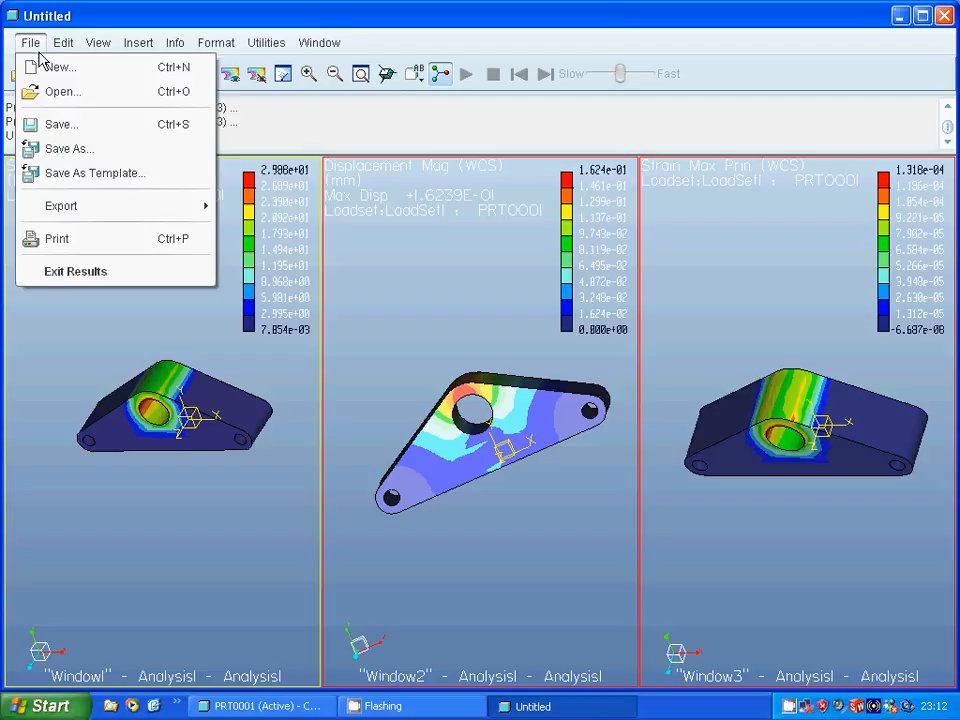 Untitled
File Edit View Insert Info Format Utilities Window
New... Ctrl+N
Open... Ctrl+O
Save... Ctrl+S
Save As...
Save As Template...
Export
Print Ctrl+P
Exit Results
Slow Fast
3) ...
3) ...
2.988e+01
2.689e+01
2.390e+01
2.092e+01
1.793e+01
1.494e+01
1.195e+01
8.968e+00
5.981e+00
2.995e+00
7.854e-03
Displacement Mag (WCS)
(mm)
Max Disp +1.6239E-01
Loadset:LoadSet1 : PRT0001
1.624e-01
1.461e-01
1.299e-01
1.137e-01
9.743e-02
8.119e-02
6.495e-02
4.872e-02
3.248e-02
1.624e-02
0.000e+00
Strain Max Prin (WCS)
Loadset:LoadSet1 : PRT0001
1.318e-04
1.186e-04
1.054e-04
9.221e-05
7.902e-05
6.584e-05
5.266e-05
3.948e-05
2.630e-05
1.312e-05
-6.687e-08
X
Y
Z
X
X
"Window1" - Analysis1 - Analysis1
"Window2" - Analysis1 - Analysis1
"Window3" - Analysis1 - Analysis1
Start
PRT0001 (Active) - C...
Flashing
Untitled
23:12